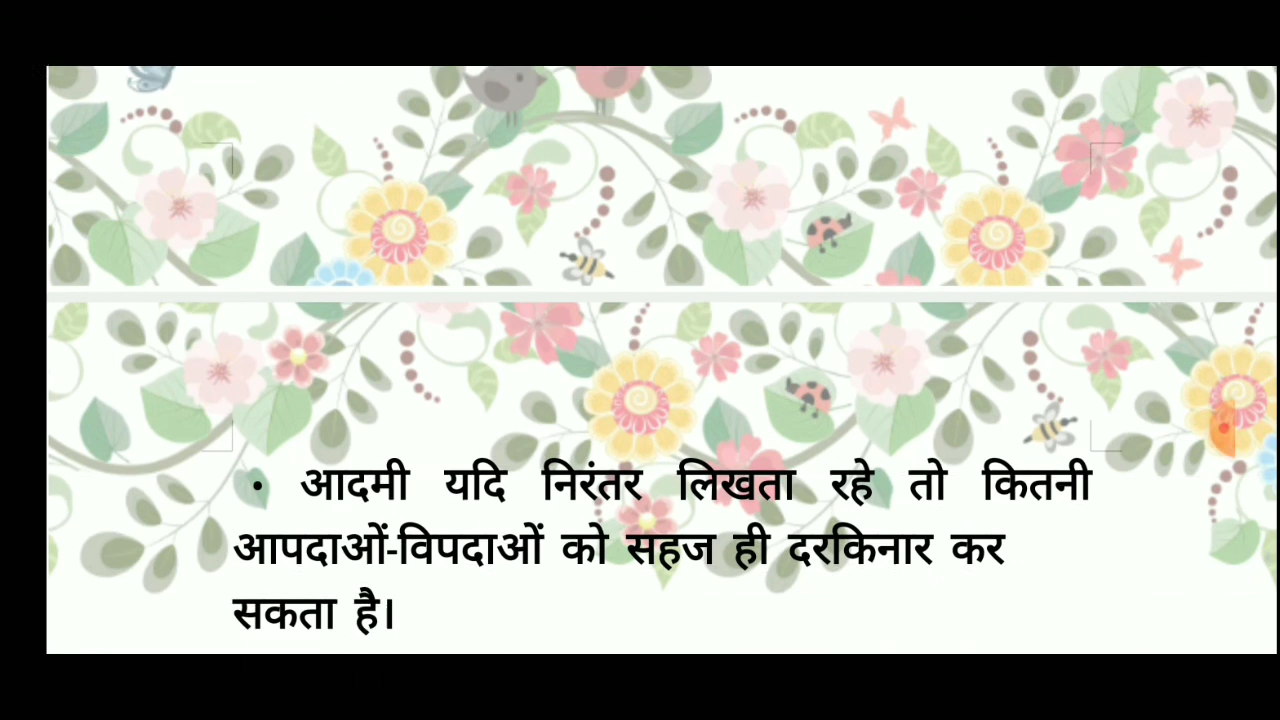 • आदमी यदि निरंतर लिखता रहे तो कितनी
आपदाओं-विपदाओं को सहज ही दरकिनार कर
सकता है।